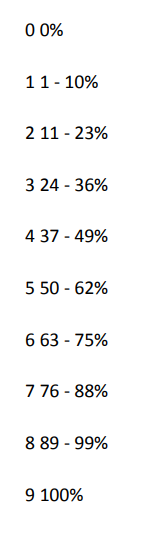 0 0%
1 1 - 10%
2 11 - 23%
3 24 - 36%
4 37 - 49%
5 50 - 62%
6 63 - 75%
7 76 - 88%
8 89 - 99%
9 100%